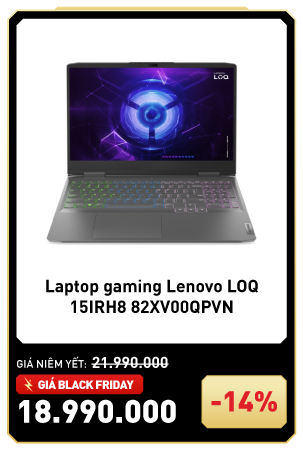 LOQ
Laptop gaming Lenovo LOQ
15IRH8 82XV00QPVN
GIÁ NIÊM YẾT: 21.990.000
GIÁ BLACK FRIDAY
18.990.000
-14%